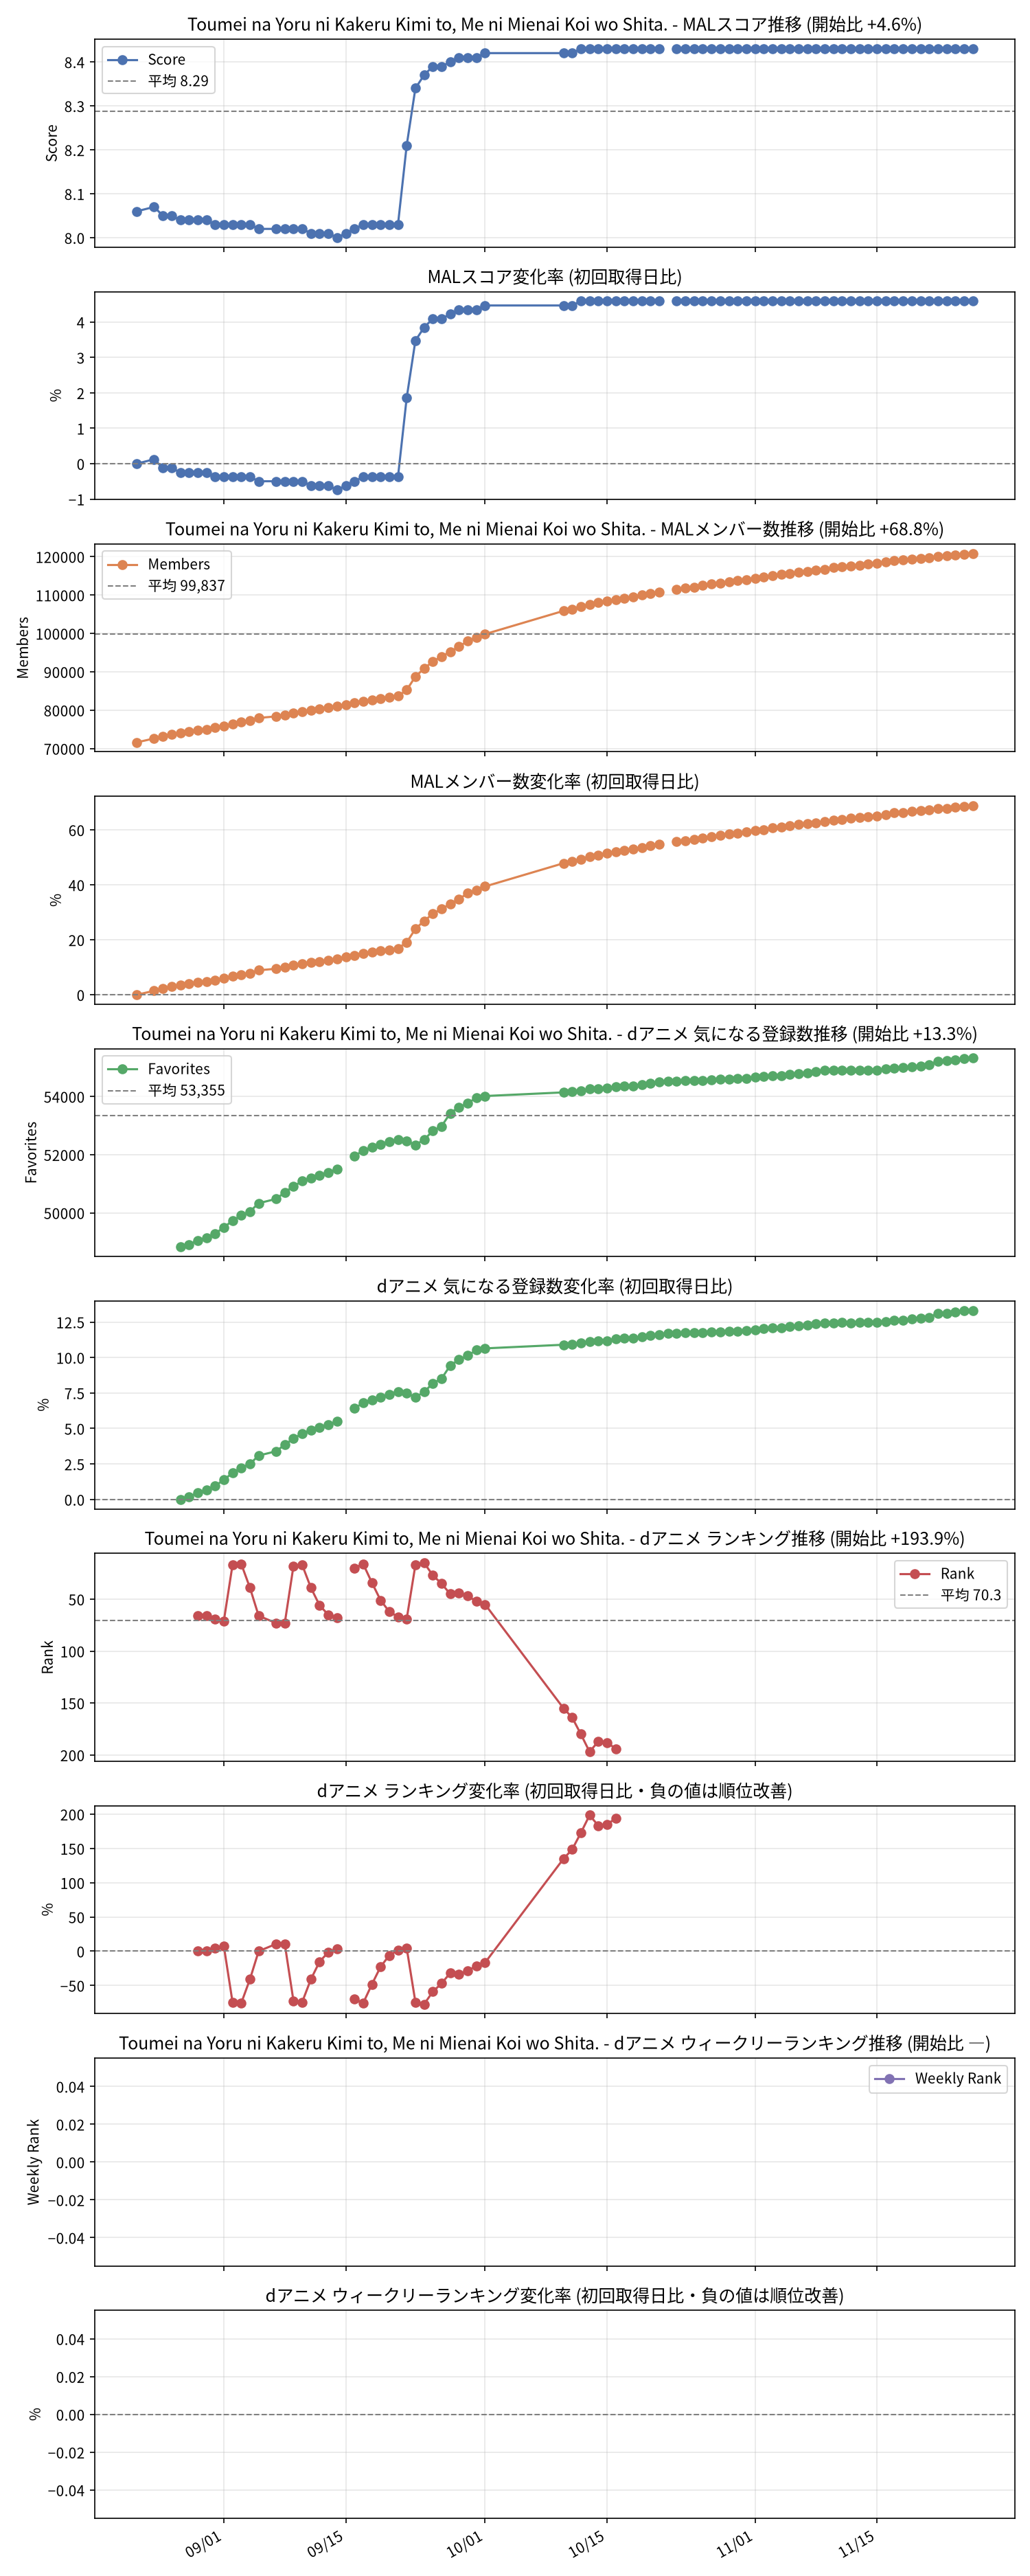 Toumei na Yoru ni Kakeru Kimi to, Me ni Mienai Koi wo Shita. - MALスコア推移 (開始比 +4.6%)
Score
平均 8.29
8.4
8.3
8.2
8.1
8.0
Score
MALスコア変化率 (初回取得日比)
4
3
2
1
0
−1
%
Toumei na Yoru ni Kakeru Kimi to, Me ni Mienai Koi wo Shita. - MALメンバー数推移 (開始比 +68.8%)
Members
平均 99,837
120000
110000
100000
90000
80000
70000
Members
MALメンバー数変化率 (初回取得日比)
60
40
20
0
%
Toumei na Yoru ni Kakeru Kimi to, Me ni Mienai Koi wo Shita. - dアニメ 気になる登録数推移 (開始比 +13.3%)
Favorites
平均 53,355
54000
52000
50000
Favorites
dアニメ 気になる登録数変化率 (初回取得日比)
12.5
10.0
7.5
5.0
2.5
0.0
%
Toumei na Yoru ni Kakeru Kimi to, Me ni Mienai Koi wo Shita. - dアニメ ランキング推移 (開始比 +193.9%)
Rank
平均 70.3
50
100
150
200
Rank
dアニメ ランキング変化率 (初回取得日比・負の値は順位改善)
200
150
100
50
0
−50
%
Toumei na Yoru ni Kakeru Kimi to, Me ni Mienai Koi wo Shita. - dアニメ ウィークリーランキング推移 (開始比 —)
Weekly Rank
0.04
0.02
0.00
−0.02
−0.04
Weekly Rank
dアニメ ウィークリーランキング変化率 (初回取得日比・負の値は順位改善)
0.04
0.02
0.00
−0.02
−0.04
%
09/01
09/15
10/01
10/15
11/01
11/15